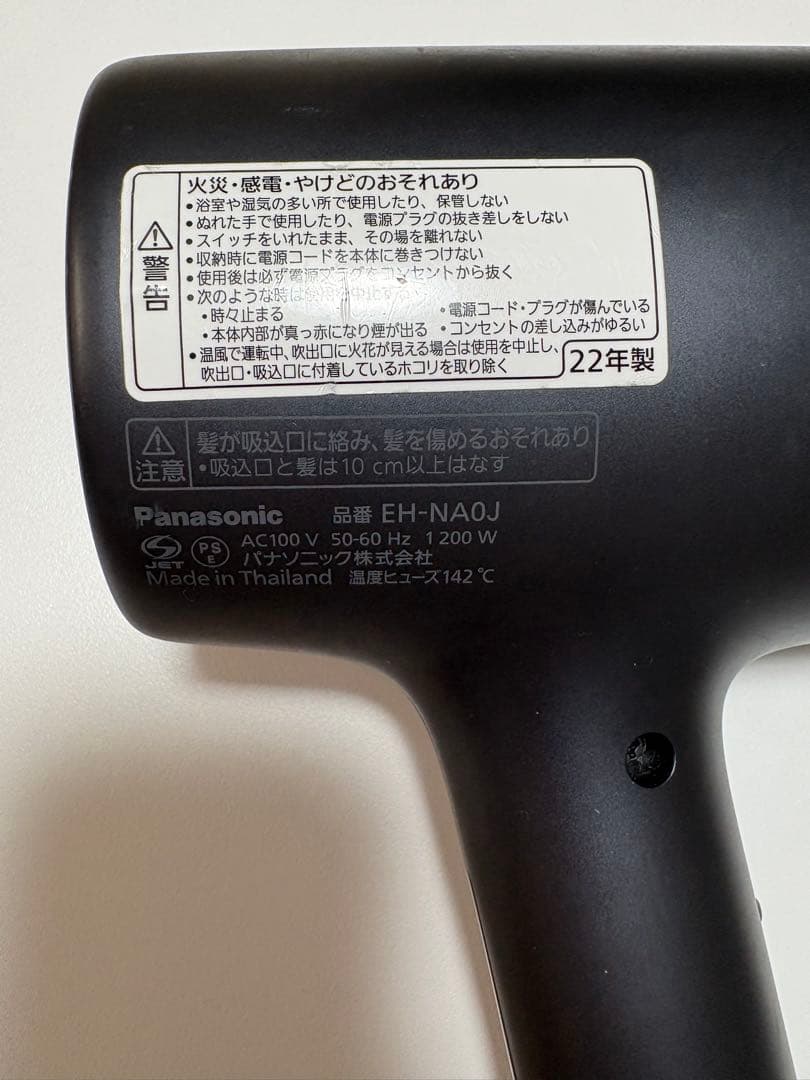 警告
火災・感電・やけどのおそれあり
•浴室や湿気の多い所で使用したり、保管しない
•ぬれた手で使用したり、電源プラグの抜き差しをしない
•スイッチをいれたまま、その場を離れない
•収納時に電源コードを本体に巻きつけない
•使用後は必ず電源プラグをコンセントから抜く
•次のような時は使用を中止する
•時々止まる
•本体内部が真っ赤になり煙が出る
•電源コード・プラグが傷んでいる
•コンセントの差し込みがゆるい
•温風で運転中、吹出口に火花が見える場合は使用を中止し、
吹出口・吸込口に付着しているホコリを取り除く
22年製
注意
髪が吸込口に絡み、髪を傷めるおそれあり
•吸込口と髪は10 cm以上はなす
Panasonic 品番 EH-NA0J
JET PSE AC100 V 50-60 Hz 1 200 W
パナソニック株式会社
Made in Thailand 温度ヒューズ142 ℃